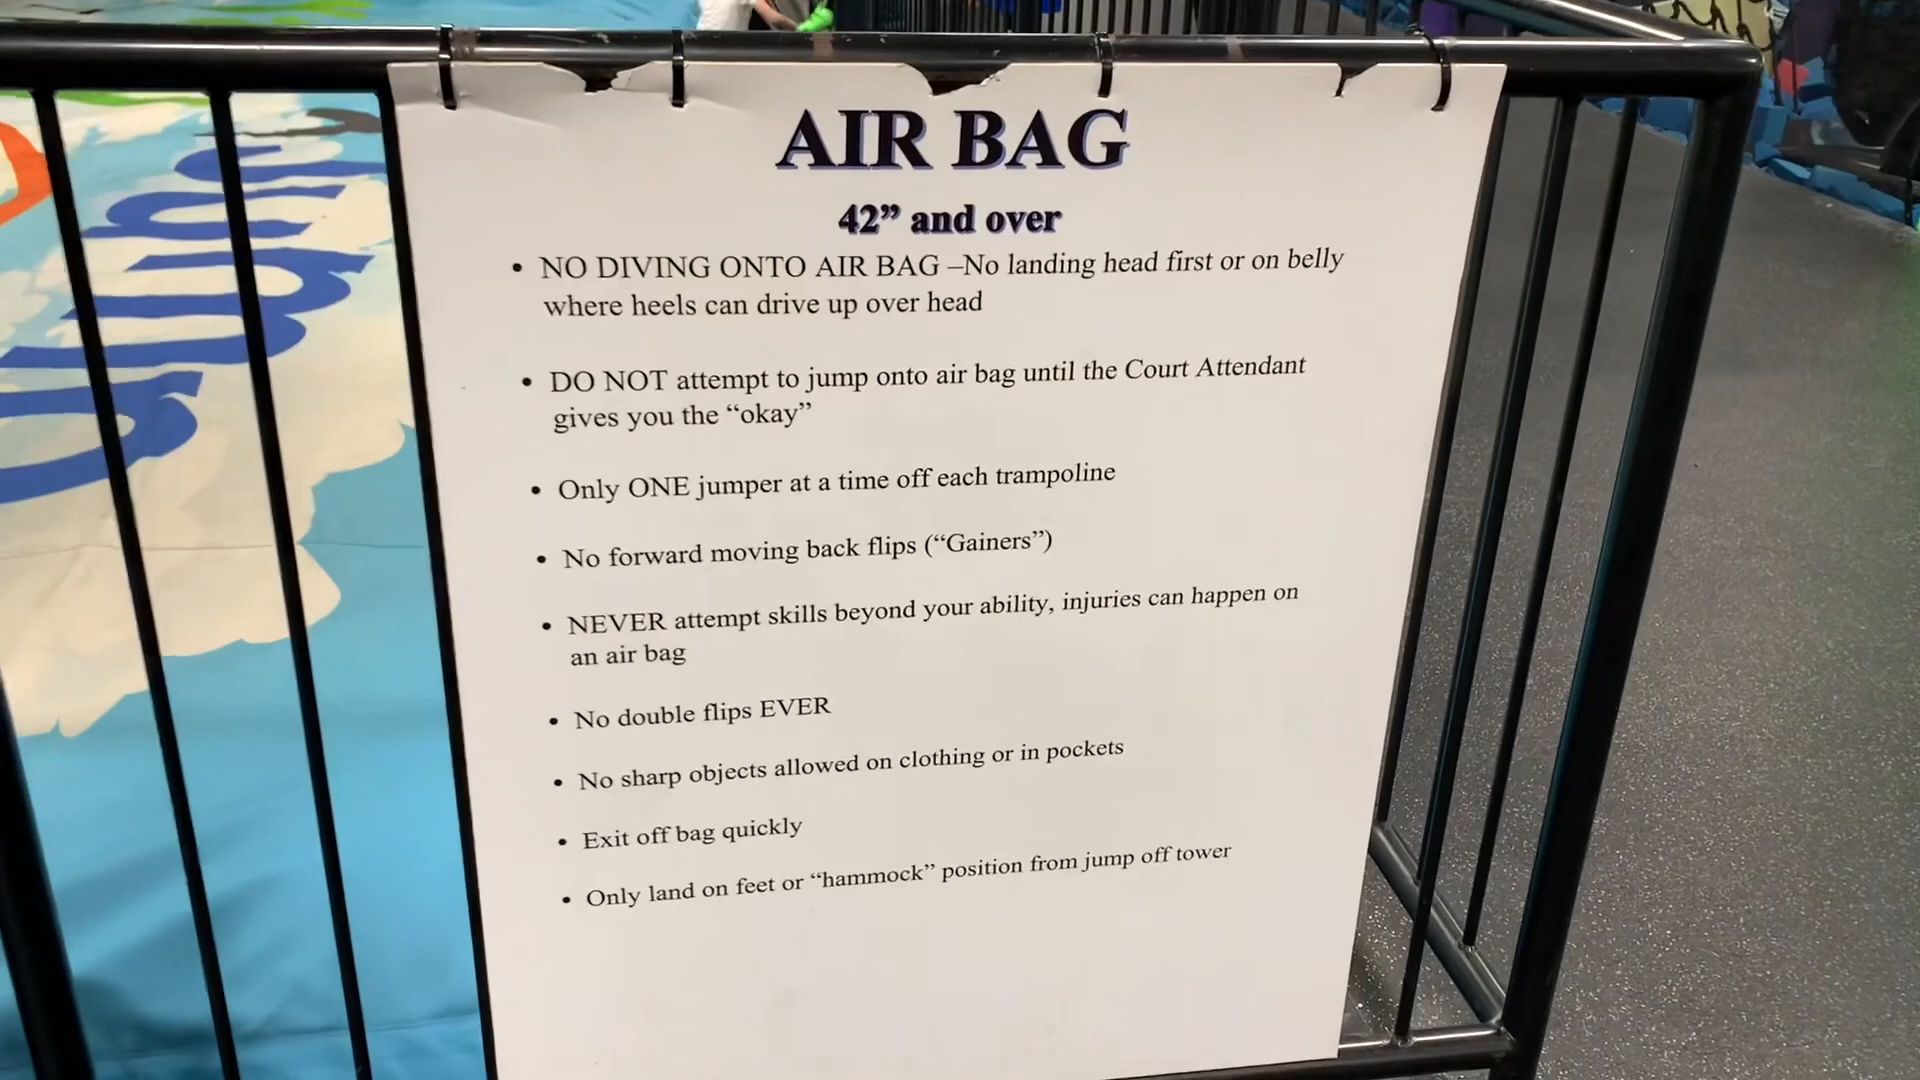 AIR BAG
42” and over
• NO DIVING ONTO AIR BAG –No landing head first or on belly
where heels can drive up over head
• DO NOT attempt to jump onto air bag until the Court Attendant
gives you the “okay”
• Only ONE jumper at a time off each trampoline
• No forward moving back flips (“Gainers”)
• NEVER attempt skills beyond your ability, injuries can happen on
an air bag
• No double flips EVER
• No sharp objects allowed on clothing or in pockets
• Exit off bag quickly
• Only land on feet or “hammock” position from jump off tower